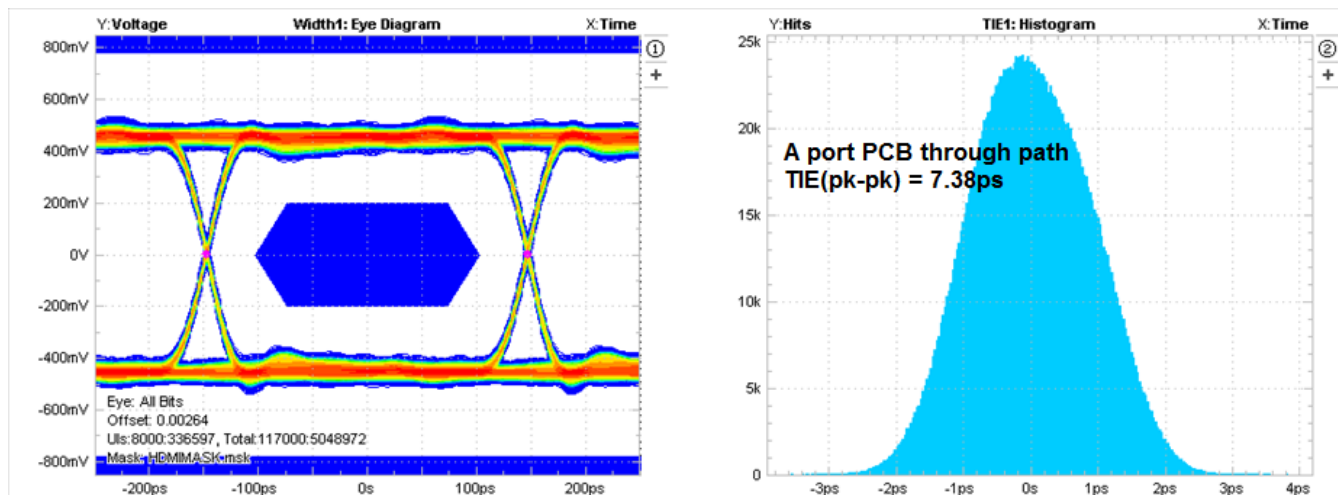 Y:Voltage Width1: Eye Diagram X:Time
800mV
600mV
400mV
200mV
0V
-200mV
-400mV
-600mV
-800mV
Eye: All Bits
Offset: 0.00264
UIs:8000:336597, Total:117000:5048972
Mask: HDMIMASK.msk
-200ps -100ps 0s 100ps 200ps
1
+
Y:Hits TIE1: Histogram X:Time
25k
20k
15k
10k
5k
0
A port PCB through path
TIE(pk-pk) = 7.38ps
-3ps -2ps -1ps 0s 1ps 2ps 3ps 4ps
2
+